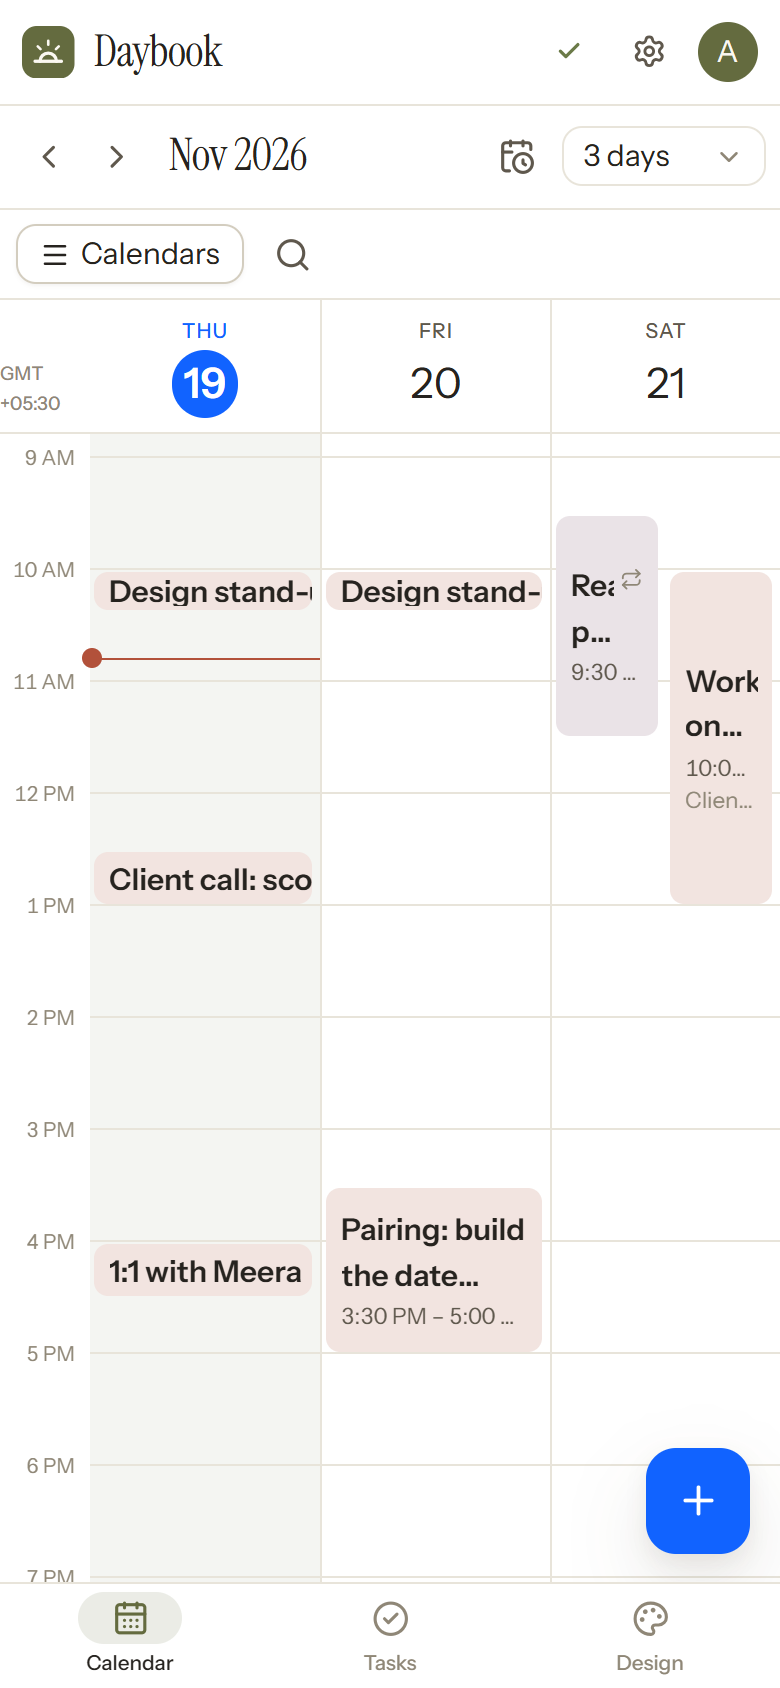 Daybook
A
Nov 2026
3 days
Calendars
GMT
+05:30
THU
19
FRI
20
SAT
21
9 AM
10 AM
11 AM
12 PM
1 PM
2 PM
3 PM
4 PM
5 PM
6 PM
7 PM
Design stand-
Client call: sco
1:1 with Meera
Design stand-
Pairing: build
the date...
3:30 PM – 5:00 ...
Rea
p...
9:30 ...
Work
on...
10:0...
Clien...
Calendar
Tasks
Design